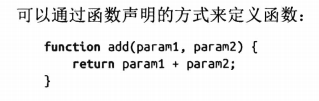 可以通过函数声明的方式来定义函数：
function add(param1, param2) {
    return param1 + param2;
}